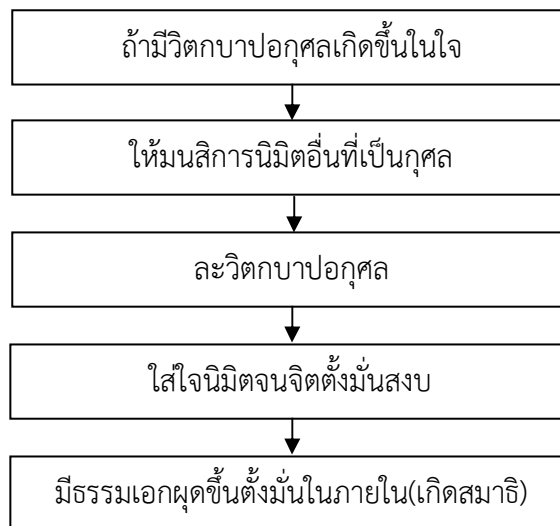 ถ้ามีวิตกบาปอกุศลเกิดขึ้นในใจ
ให้มนสิการนิมิตอื่นที่เป็นกุศล
ละวิตกบาปอกุศล
ใส่ใจนิมิตจนจิตตั้งมั่นสงบ
มีธรรมเอกผุดขึ้นตั้งมั่นในภายใน(เกิดสมาธิ)